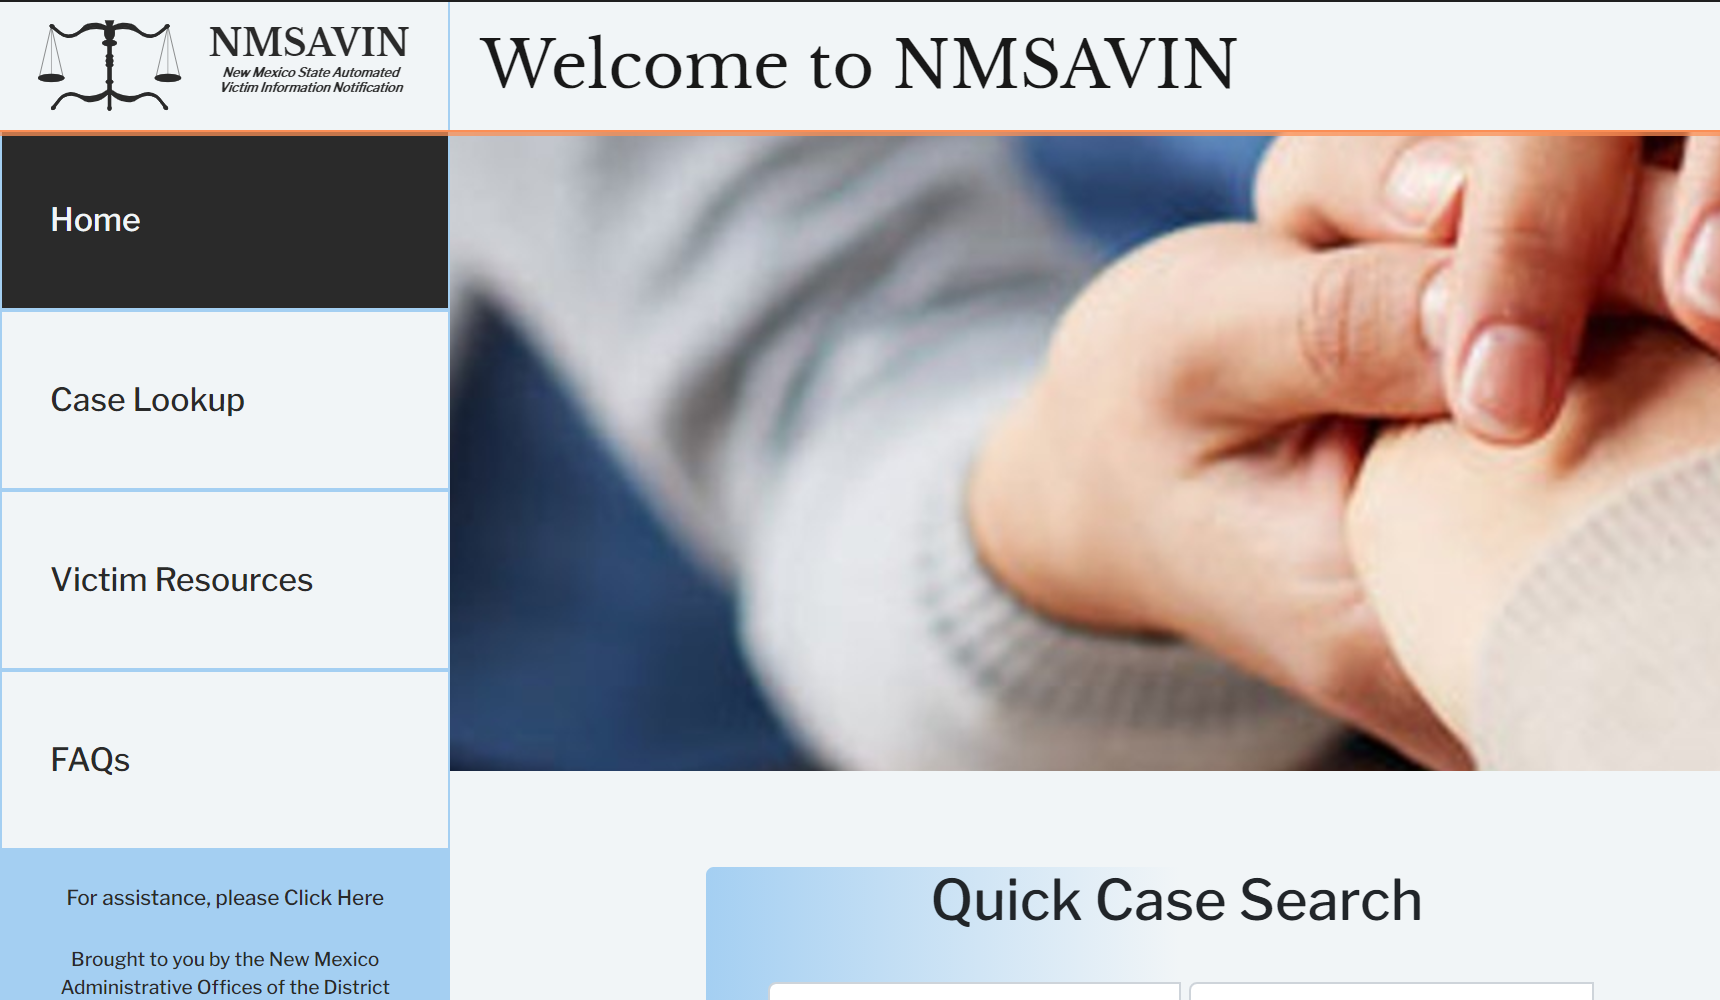 NMSAVIN
New Mexico State Automated
Victim Information Notification
Welcome to NMSAVIN
Home
Case Lookup
Victim Resources
FAQs
For assistance, please Click Here
Brought to you by the New Mexico
Administrative Offices of the District
Quick Case Search